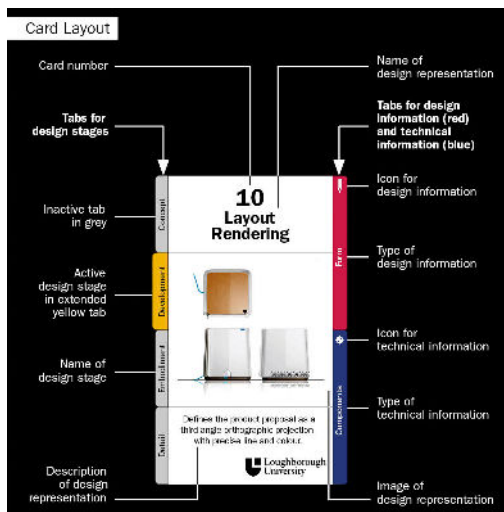 Card Layout
Card number
Name of
design representation
Tabs for
design stages
Tabs for design
information (red)
and technical
information (blue)
Icon for
design information
Inactive tab
in grey
Concept
10
Layout
Rendering
Form
Type of
design information
Active
design stage
in extended
yellow tab
Development
Icon for
technical information
Name of
design stage
Embodiment
Components
Type of
technical information
Detail
Defines the product proposal as a
third angle orthographic projection
with precise line and colour.
Loughborough
University
Description
of design
representation
Image of
design representation